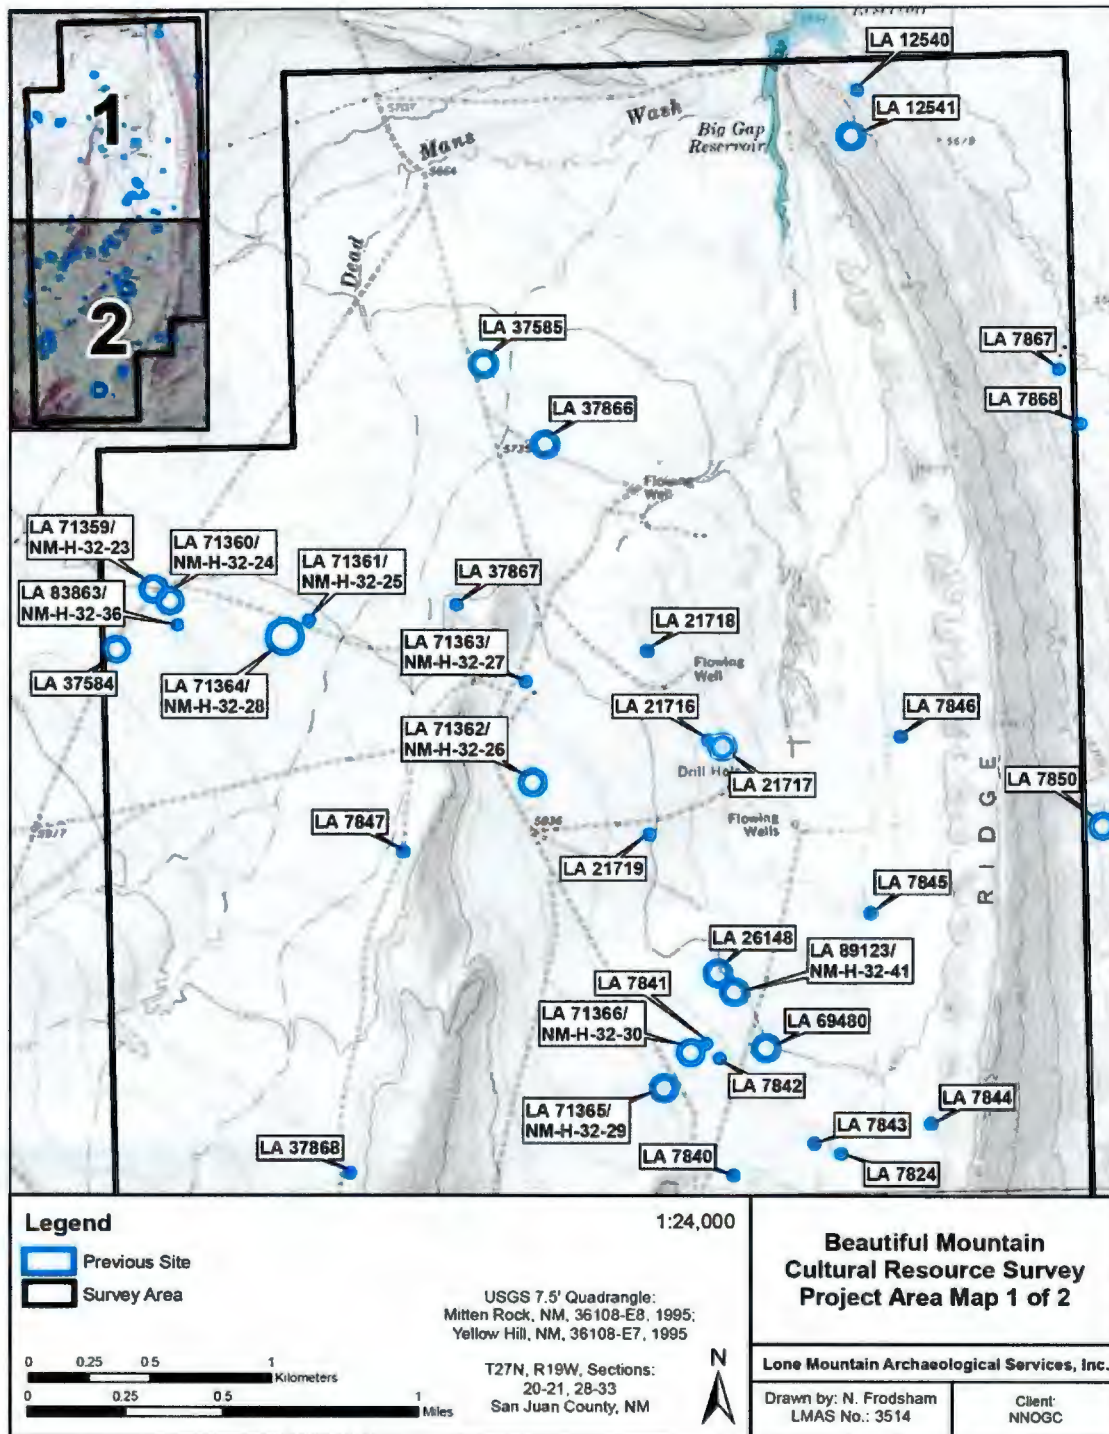 1
2
Reservoir
LA 12540
LA 12541
Wash
Big Gap
Reservoir
Mans
5664
5678
Dead
LA 37585
LA 7867
LA 7868
LA 37866
5735
Flowing
Well
LA 71359/
NM-H-32-23
LA 71360/
NM-H-32-24
LA 71361/
NM-H-32-25
LA 83863/
NM-H-32-36
LA 37867
LA 21718
LA 71363/
NM-H-32-27
LA 37584
LA 71364/
NM-H-32-28
Flowing
Well
LA 21716
LA 7846
LA 71362/
NM-H-32-26
Drill Hole
LA 21717
RIDGE
LA 7850
LA 7847
5836
Flowing
Wells
LA 21719
LA 7845
LA 26148
LA 89123/
NM-H-32-41
LA 7841
LA 71366/
NM-H-32-30
LA 69480
LA 7842
LA 71365/
NM-H-32-29
LA 7844
LA 7843
LA 37868
LA 7840
LA 7824
Legend
1:24,000
Previous Site
Survey Area
USGS 7.5' Quadrangle:
Mitten Rock, NM, 36108-E8, 1995;
Yellow Hill, NM, 36108-E7, 1995
T27N, R19W, Sections:
20-21, 28-33
San Juan County, NM
N
0 0.25 0.5 1
Kilometers
0 0.25 0.5 1
Miles
Beautiful Mountain
Cultural Resource Survey
Project Area Map 1 of 2
Lone Mountain Archaeological Services, Inc.
Drawn by: N. Frodsham
LMAS No.: 3514
Client:
NNOGC